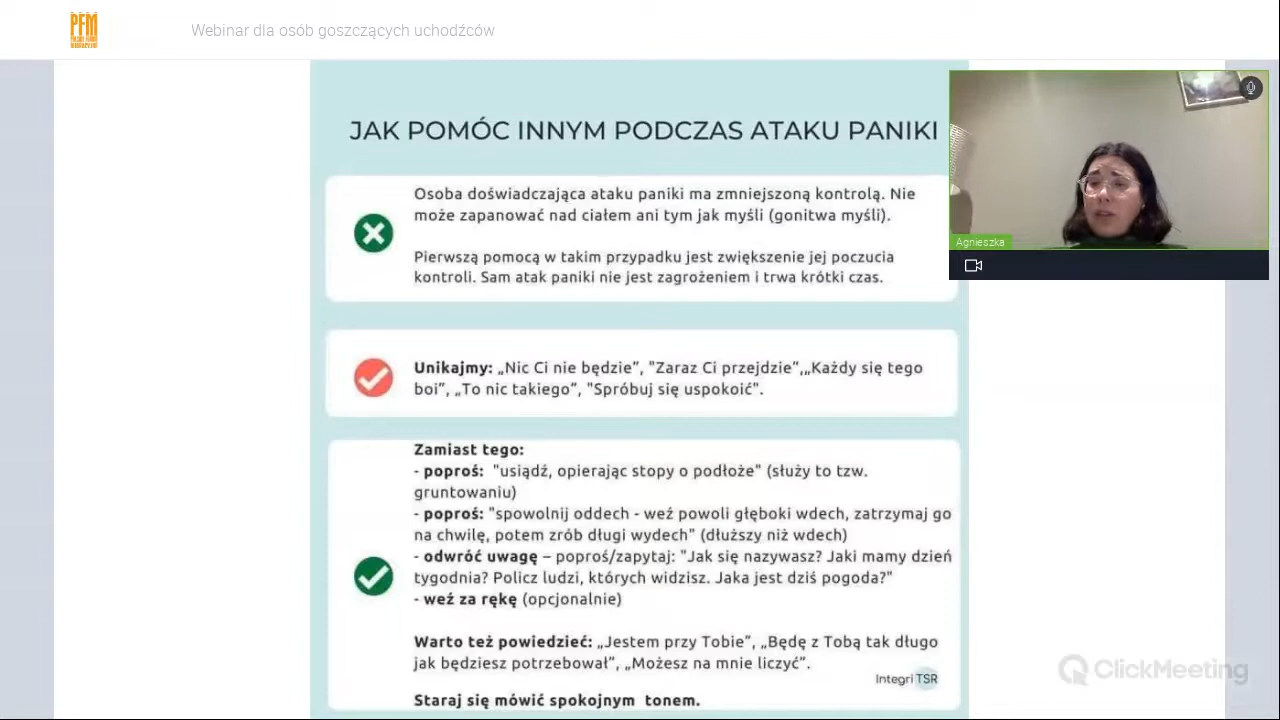 PFM
Webinar dla osób goszczących uchodźców
JAK POMÓC INNYM PODCZAS ATAKU PANIKI
Osoba doświadczająca ataku paniki ma zmniejszoną kontrolą. Nie
może zapanować nad ciałem ani tym jak myśli (gonitwa myśli).
Pierwszą pomocą w takim przypadku jest zwiększenie jej poczucia
kontroli. Sam atak paniki nie jest zagrożeniem i trwa krótki czas.
Unikajmy: „Nic Ci nie będzie”, "Zaraz Ci przejdzie”,„Każdy się tego
boi”, „To nic takiego”, "Spróbuj się uspokoić".
Zamiast tego:
- poproś: "usiądź, opierając stopy o podłoże" (służy to tzw.
gruntowaniu)
- poproś: "spowolnij oddech - weź powoli głęboki wdech, zatrzymaj go
na chwilę, potem zrób długi wydech" (dłuższy niż wdech)
- odwróć uwagę – poproś/zapytaj: "Jak się nazywasz? Jaki mamy dzień
tygodnia? Policz ludzi, których widzisz. Jaka jest dziś pogoda?"
- weź za rękę (opcjonalnie)
Warto też powiedzieć: „Jestem przy Tobie”, „Będę z Tobą tak długo
jak będziesz potrzebował”, „Możesz na mnie liczyć”.
Integri TSR
Staraj się mówić spokojnym tonem.
Agnieszka
ClickMeeting